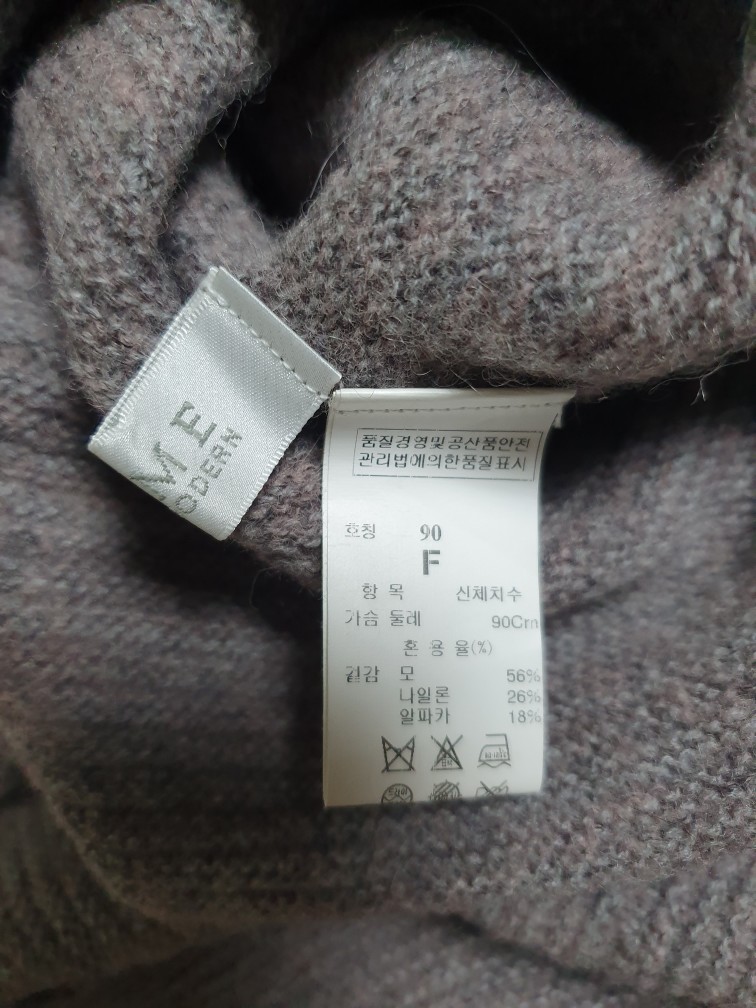 ME
ODERN
품질경영및공산품안전
관리법에의한품질표시
호칭 90
F
항 목 신체치수
가슴 둘레 90Cm
혼 용 율(%)
겉감 모 56%
나일론 26%
알파카 18%